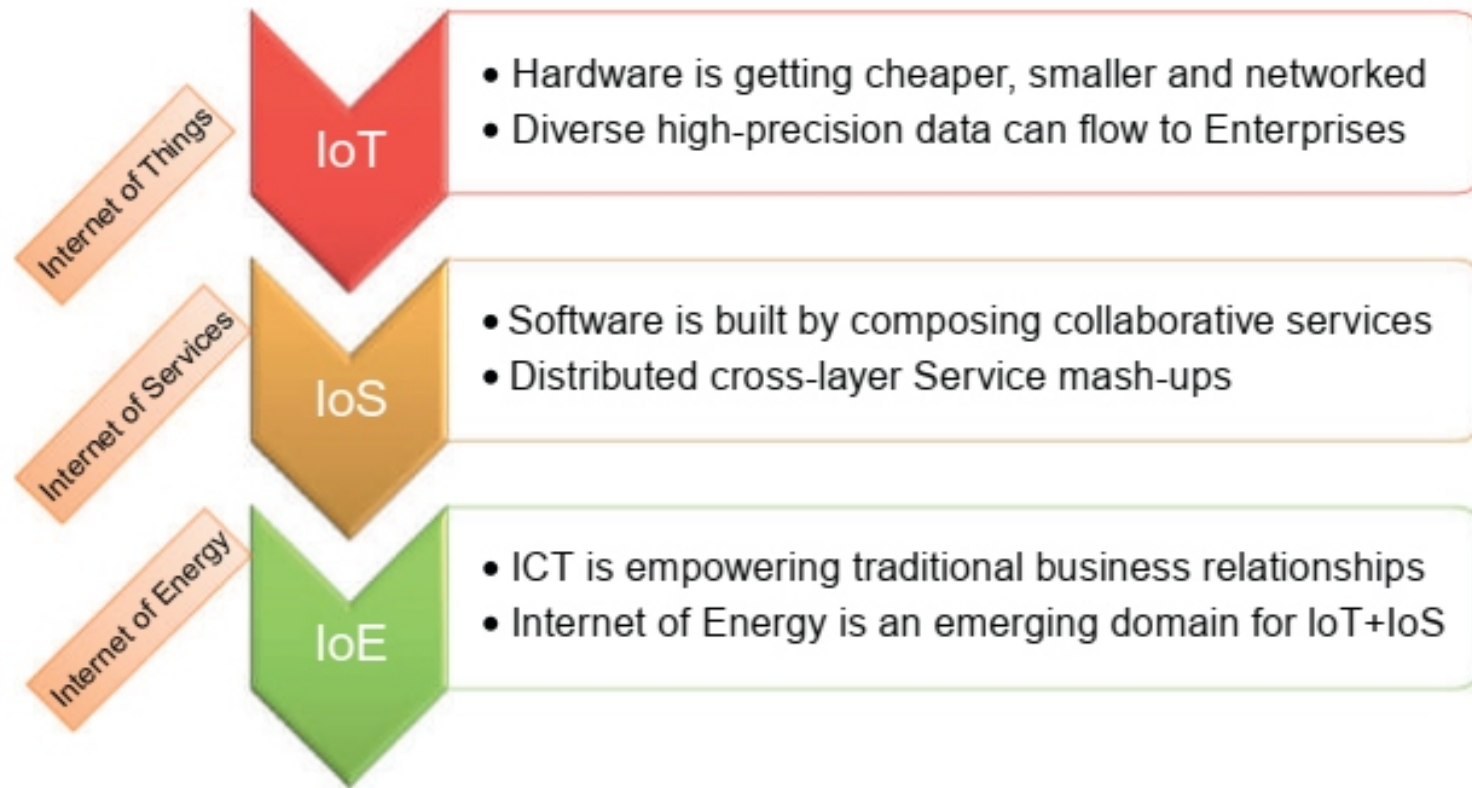 Internet of Things
IoT
• Hardware is getting cheaper, smaller and networked
• Diverse high-precision data can flow to Enterprises
Internet of Services
IoS
• Software is built by composing collaborative services
• Distributed cross-layer Service mash-ups
Internet of Energy
IoE
• ICT is empowering traditional business relationships
• Internet of Energy is an emerging domain for IoT+IoS